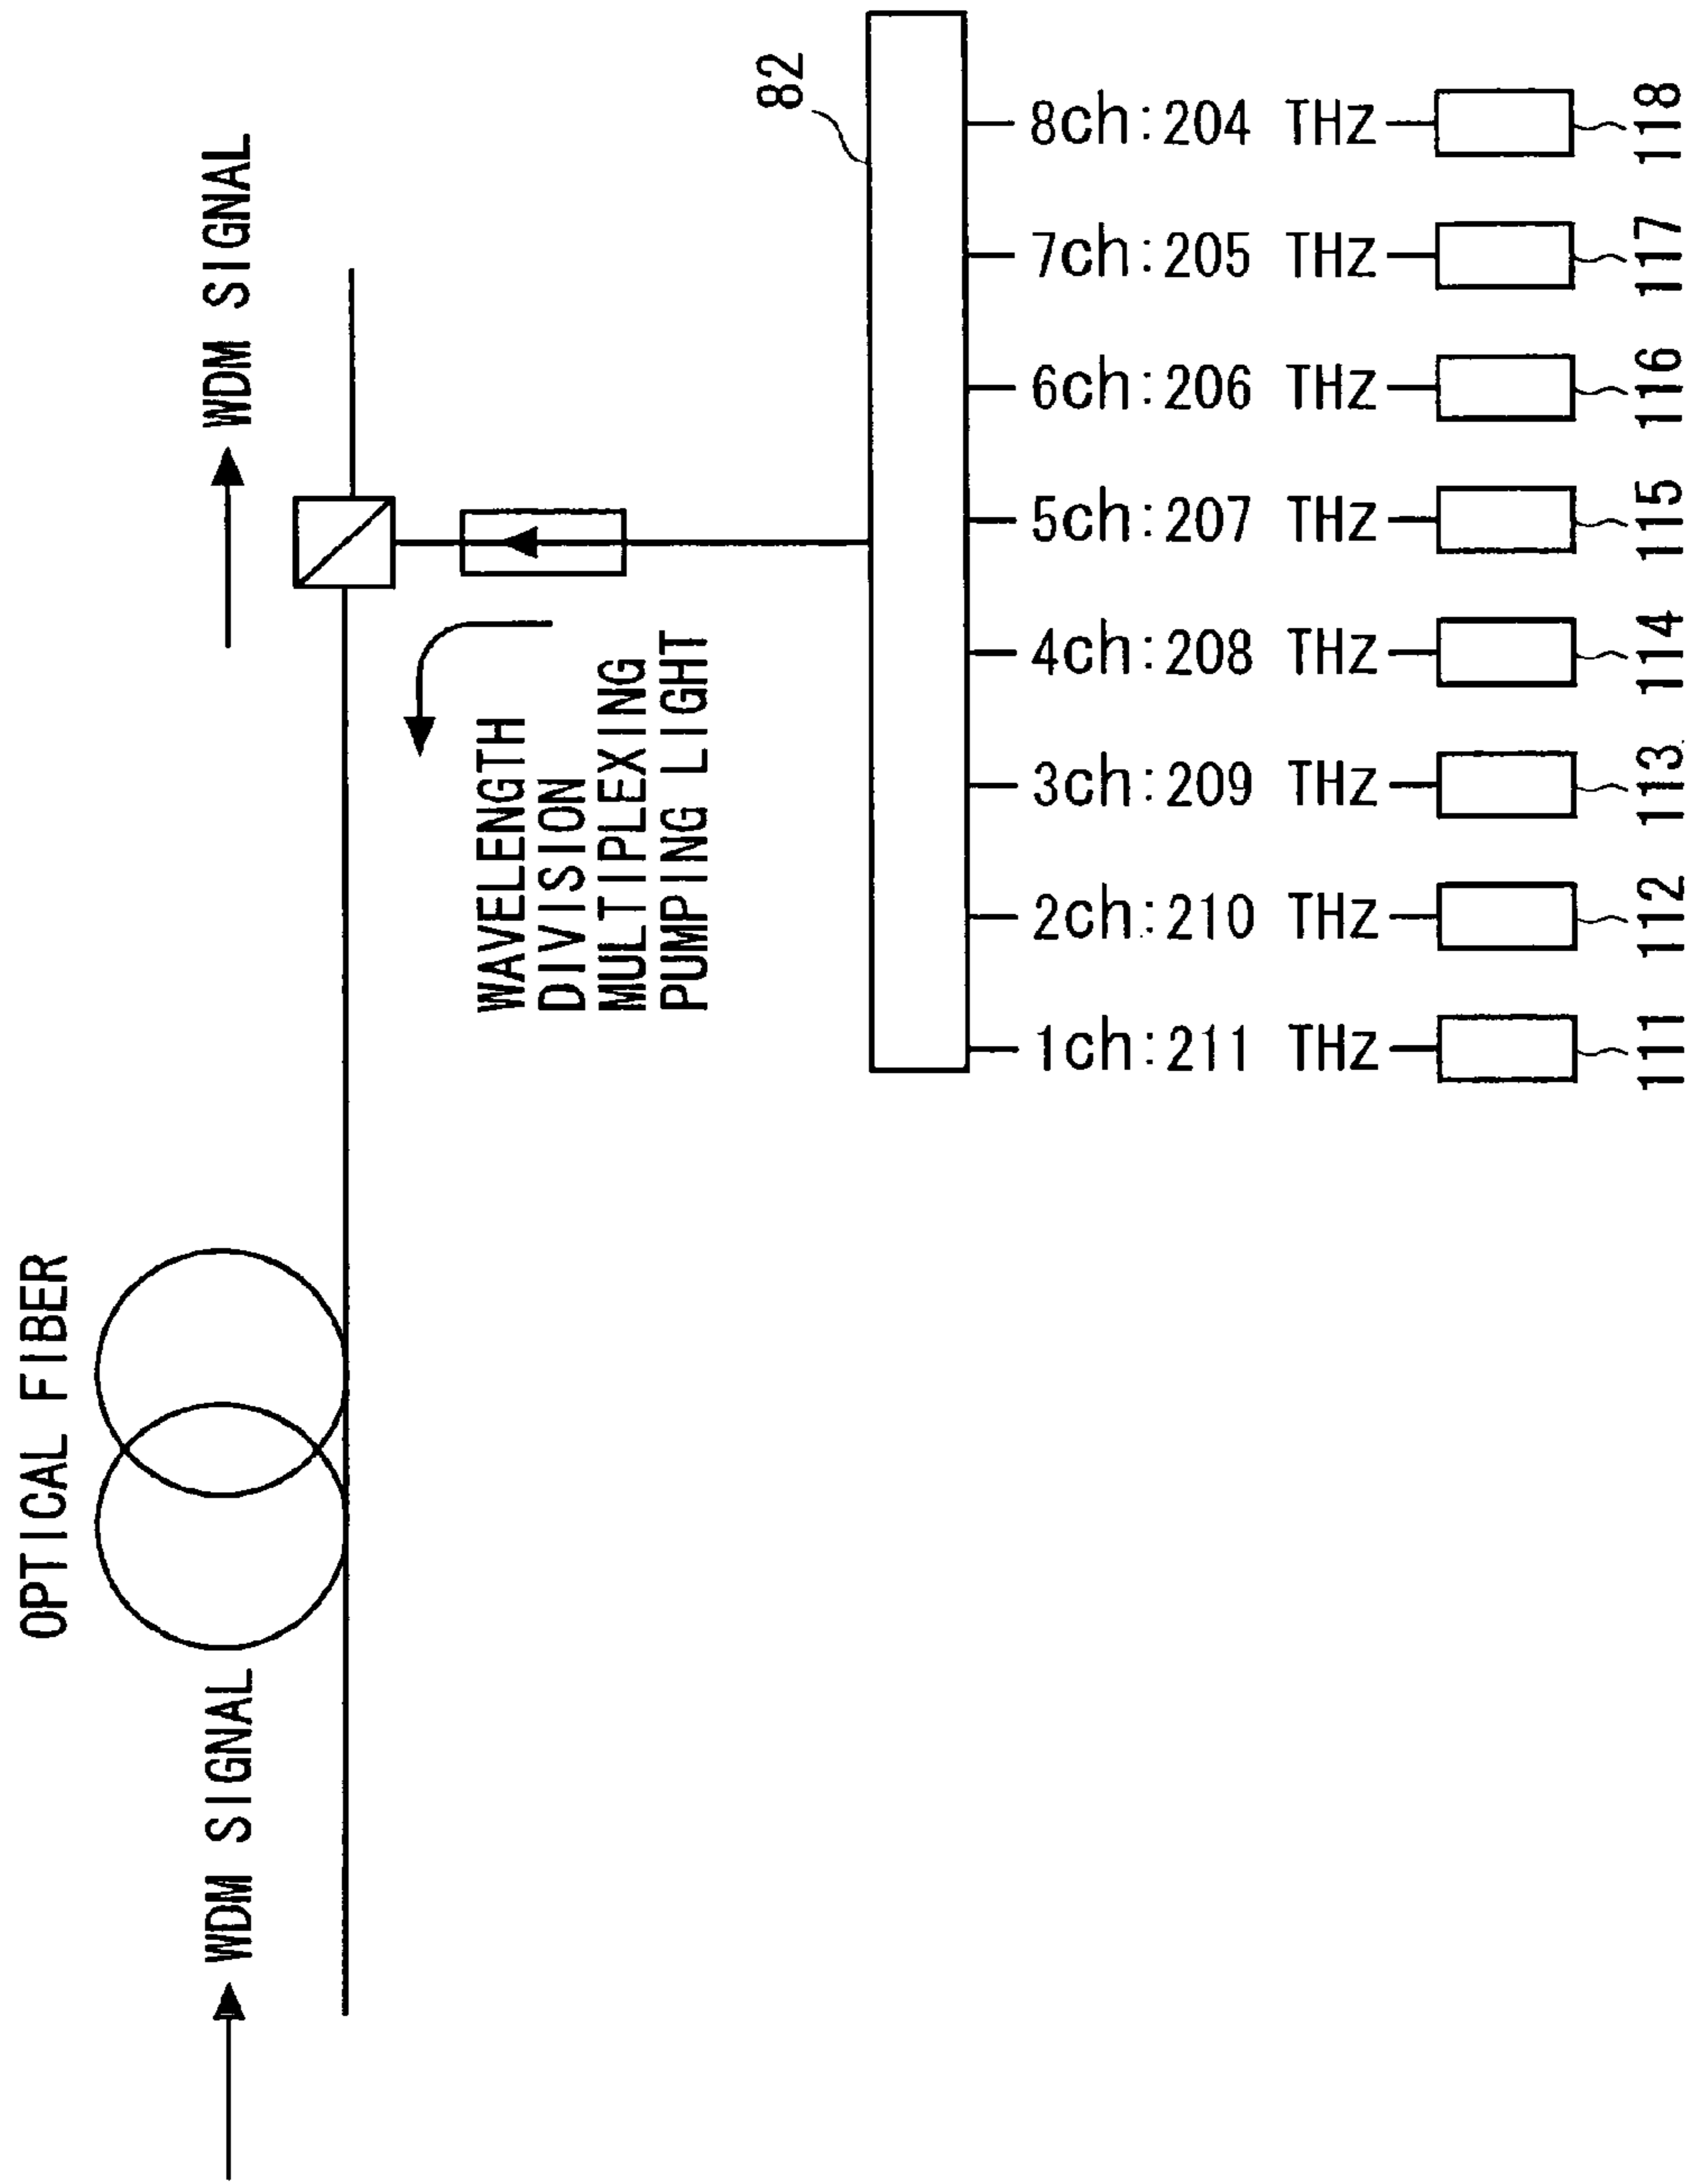 OPTICAL FIBER
WDM SIGNAL
WDM SIGNAL
WAVELENGTH
DIVISION
MULTIPLEXING
PUMPING LIGHT
82
1ch:211 THz
2ch:210 THz
3ch:209 THz
4ch:208 THz
5ch:207 THz
6ch:206 THz
7ch:205 THz
8ch:204 THz
111
112
113
114
115
116
117
118